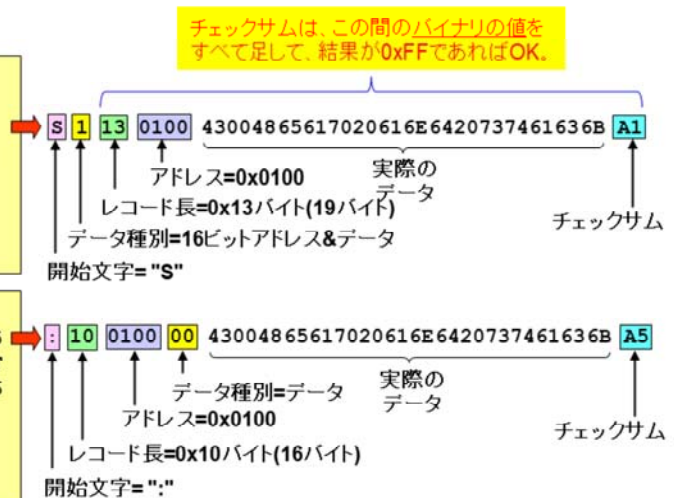 チェックサムは、この間のバイナリの値を
すべて足して、結果が0xFFであればOK。
S 1 13 0100 43004865617020616E6420737461636B A1
アドレス=0x0100
実際の
データ
レコード長=0x13バイト(19バイト)
チェックサム
データ種別=16ビットアドレス&データ
開始文字="S"
: 10 0100 00 43004865617020616E6420737461636B A5
データ種別=データ
実際の
データ
アドレス=0x0100
チェックサム
レコード長=0x10バイト(16バイト)
開始文字=":"